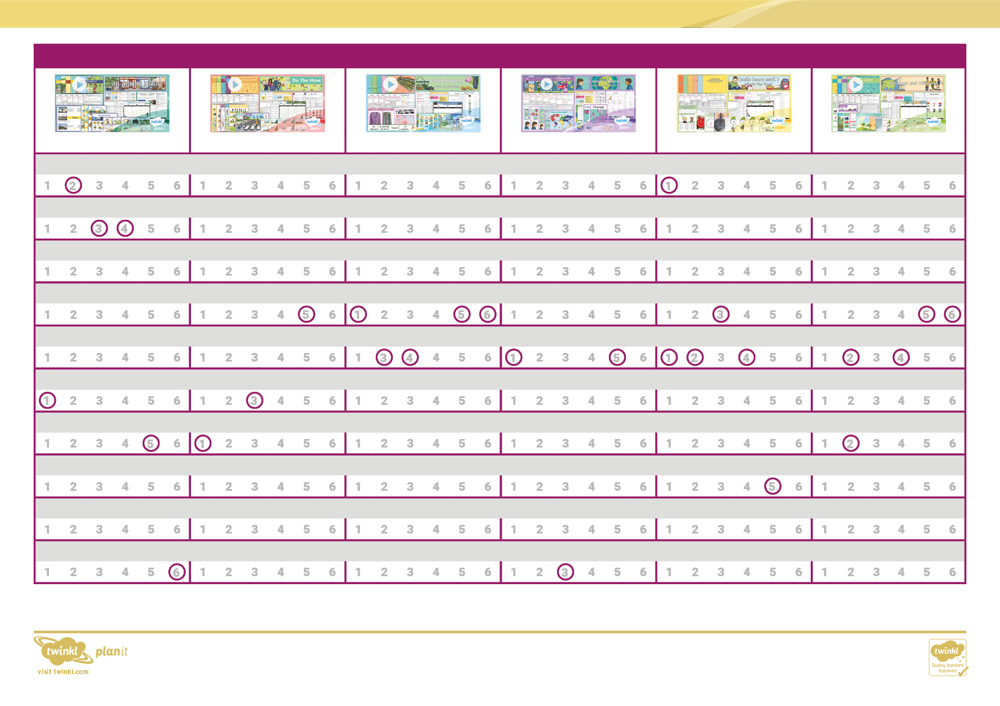 All Around Town
On The Move
Going Shopping
Où dans le monde
Quelle heure est-il ?
What's The Time?
twinkl twinkl twinkl twinkl twinkl twinkl
planit planit planit planit planit planit
1 2 3 4 5 6 1 2 3 4 5 6 1 2 3 4 5 6 1 2 3 4 5 6 1 2 3 4 5 6 1 2 3 4 5 6
1 2 3 4 5 6 1 2 3 4 5 6 1 2 3 4 5 6 1 2 3 4 5 6 1 2 3 4 5 6 1 2 3 4 5 6
1 2 3 4 5 6 1 2 3 4 5 6 1 2 3 4 5 6 1 2 3 4 5 6 1 2 3 4 5 6 1 2 3 4 5 6
1 2 3 4 5 6 1 2 3 4 5 6 1 2 3 4 5 6 1 2 3 4 5 6 1 2 3 4 5 6 1 2 3 4 5 6
1 2 3 4 5 6 1 2 3 4 5 6 1 3 4 4 5 6 1 2 3 4 5 6 1 2 3 4 5 6 1 2 3 4 5 6
1 2 3 4 5 6 1 2 3 4 5 6 1 2 3 4 5 6 1 2 3 4 5 6 1 2 3 4 5 6 1 2 3 4 5 6
1 2 3 4 5 6 1 2 3 4 5 6 1 2 3 4 5 6 1 2 3 4 5 6 1 2 3 4 5 6 1 2 3 4 5 6
1 2 3 4 5 6 1 2 3 4 5 6 1 2 3 4 5 6 1 2 3 4 5 6 1 2 3 4 5 6 1 2 3 4 5 6
1 2 3 4 5 6 1 2 3 4 5 6 1 2 3 4 5 6 1 2 3 4 5 6 1 2 3 4 5 6 1 2 3 4 5 6
1 2 3 4 5 6 1 2 3 4 5 6 1 2 3 4 5 6 1 2 3 4 5 6 1 2 3 4 5 6 1 2 3 4 5 6
twinkl planit
visit twinkl.com
twinkl
Quality Standard
Approved